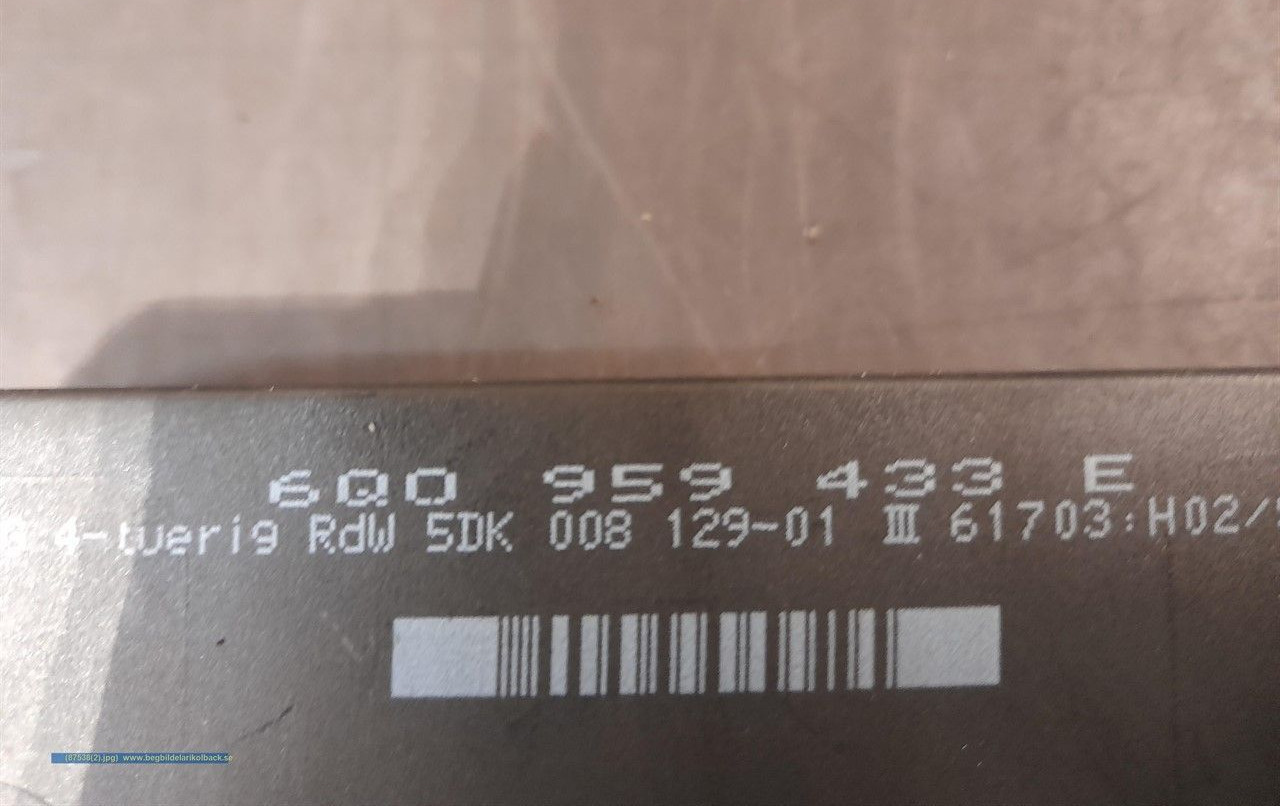 6Q0 959 433 E
4-tuerig RdW 5DK 008 129-01 III 61703: H02/
(87538(2).jpg) www.begbildelarikolback.se